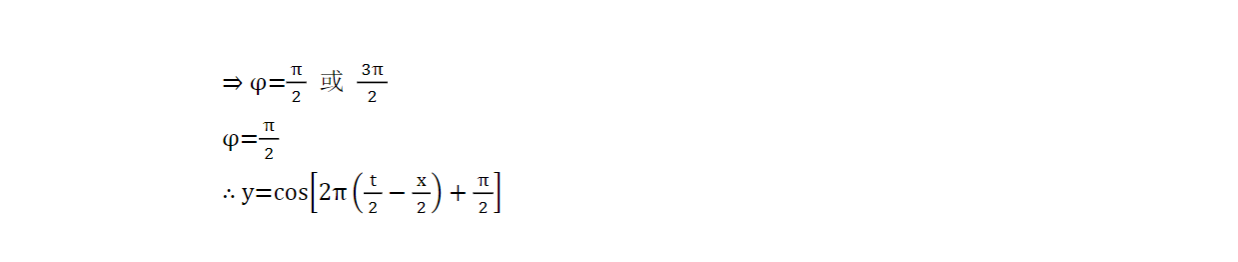 ⇒ φ=π/2 或 3π/2
φ=π/2
∴ y=cos[2π(t/2 − x/2) + π/2]